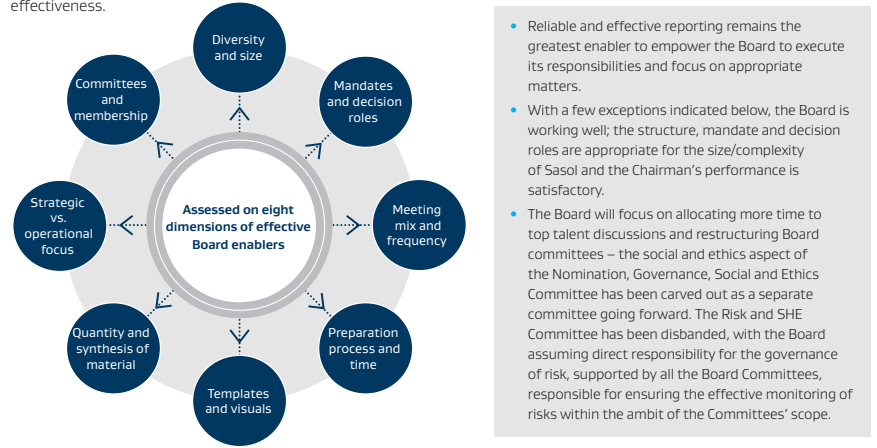 effectiveness.
Diversity
and size
Mandates
and decision
roles
Meeting
mix and
frequency
Preparation
process and
time
Templates
and visuals
Quantity and
synthesis of
material
Strategic
vs.
operational
focus
Committees
and
membership
Assessed on eight
dimensions of effective
Board enablers
• Reliable and effective reporting remains the
greatest enabler to empower the Board to execute
its responsibilities and focus on appropriate
matters.
• With a few exceptions indicated below, the Board is
working well; the structure, mandate and decision
roles are appropriate for the size/complexity
of Sasol and the Chairman’s performance is
satisfactory.
• The Board will focus on allocating more time to
top talent discussions and restructuring Board
committees – the social and ethics aspect of
the Nomination, Governance, Social and Ethics
Committee has been carved out as a separate
committee going forward. The Risk and SHE
Committee has been disbanded, with the Board
assuming direct responsibility for the governance
of risk, supported by all the Board Committees,
responsible for ensuring the effective monitoring of
risks within the ambit of the Committees’ scope.